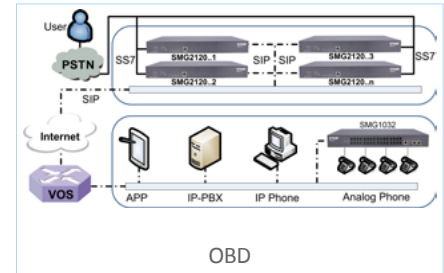 User
PSTN
SS7
SMG2120..1
SIP
SMG2120..3
SS7
SMG2120..2
SIP
SMG2120..n
SIP
Internet
SMG1032
VOS
APP
IP-PBX
IP Phone
Analog Phone
OBD